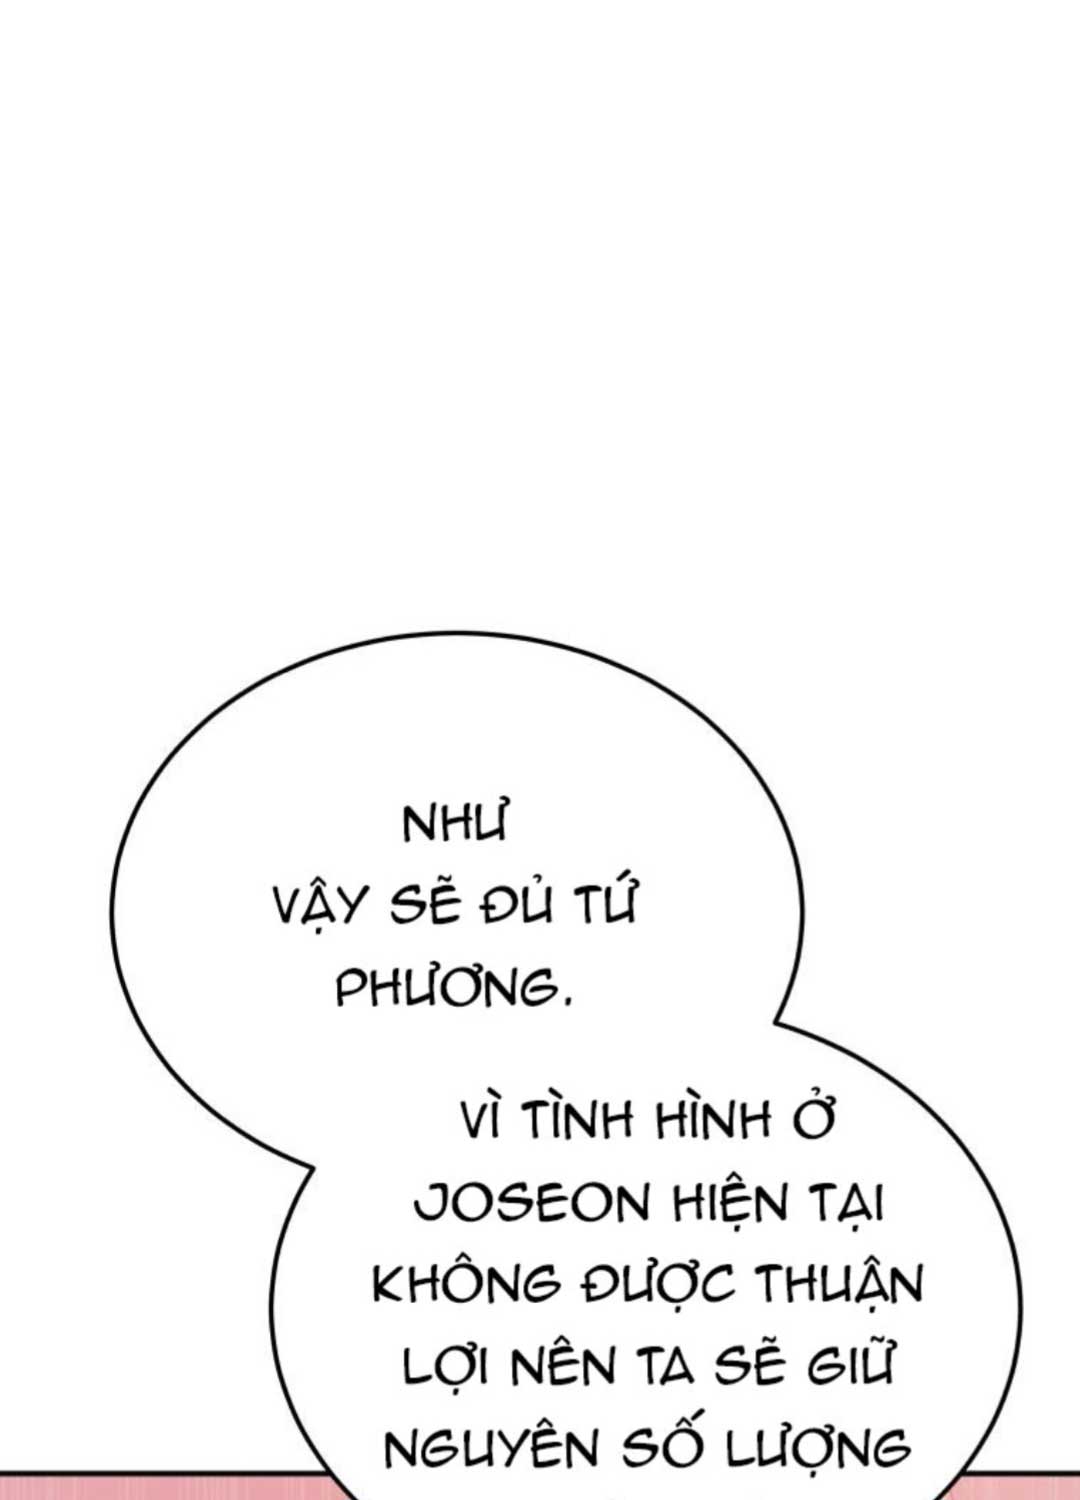 NHƯ
VẬY SẼ ĐỦ TỨ
PHƯƠNG.
VÌ TÌNH HÌNH Ở
JOSEON HIỆN TẠI
KHÔNG ĐƯỢC THUẬN
LỢI NÊN TA SẼ GIỮ
NGUYÊN SỐ LƯỢNG